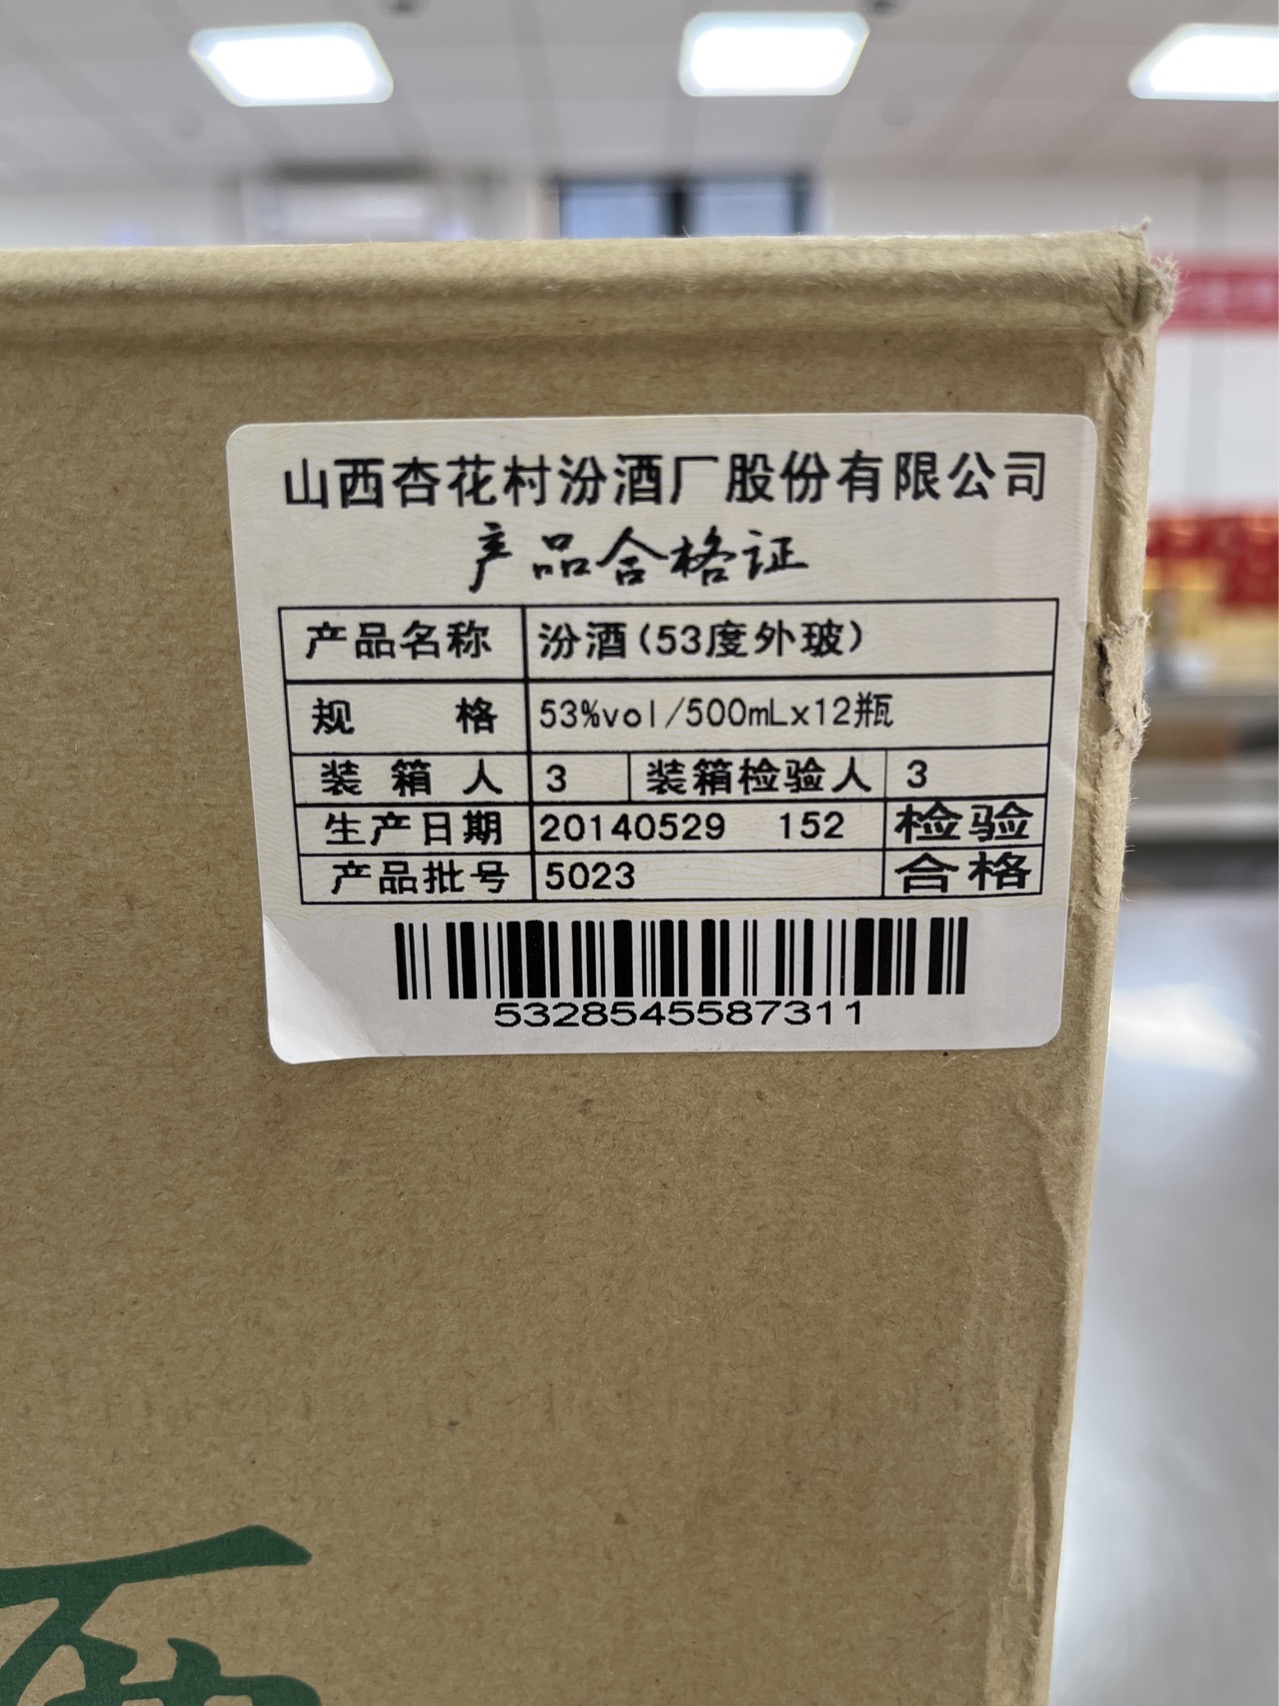 山西杏花村汾酒厂股份有限公司
产品合格证
产品名称 汾酒(53度外玻)
规 格 53%vol/500mLx12瓶
装 箱 人 3 装箱检验人 3
生产日期 20140529 152 检验
产品批号 5023 合格
5328545587311